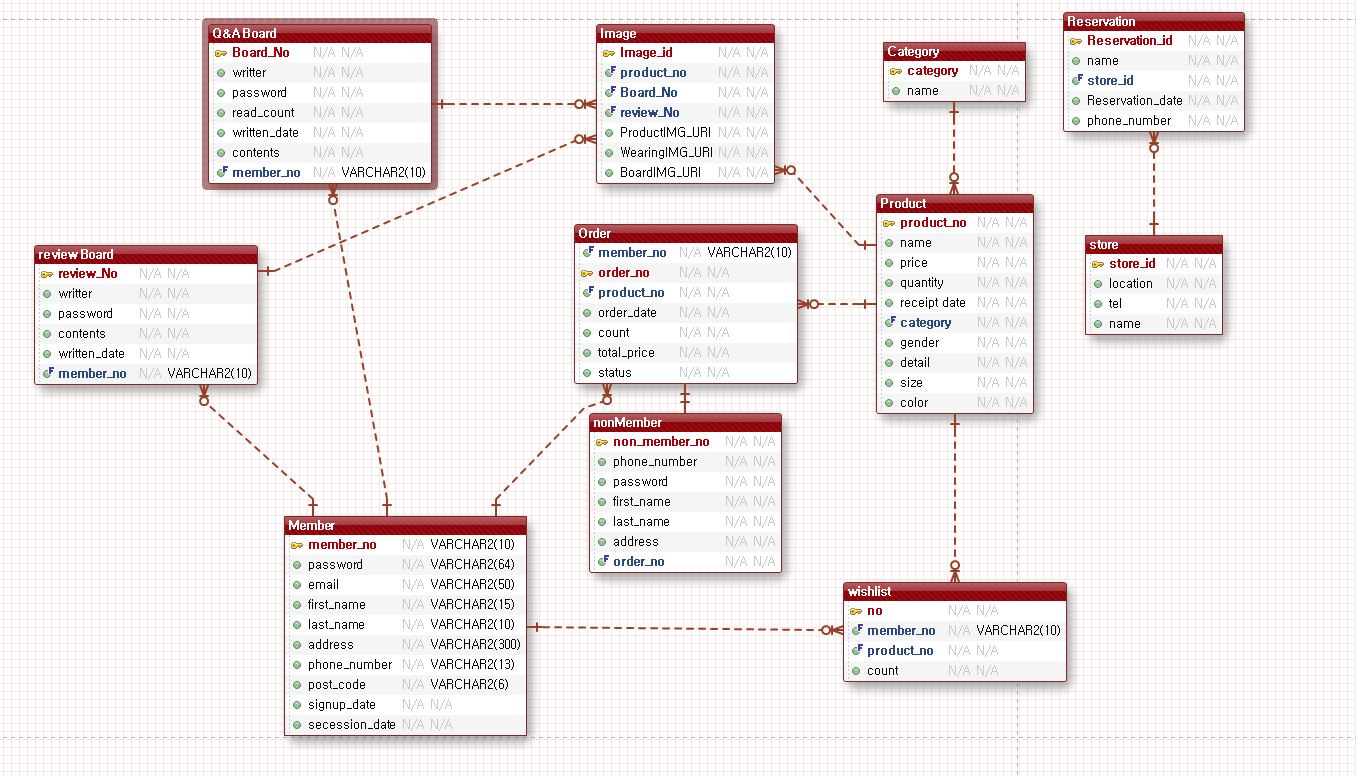 Q&A Board
Board_No N/A N/A
writter N/A N/A
password N/A N/A
read_count N/A N/A
written_date N/A N/A
contents N/A N/A
member_no N/A VARCHAR2(10)
Image
Image_id N/A N/A
product_no N/A N/A
Board_No N/A N/A
review_No N/A N/A
ProductIMG_URI N/A N/A
WearingIMG_URI N/A N/A
BoardIMG_URI N/A N/A
Category
category N/A N/A
name N/A N/A
Reservation
Reservation_id N/A N/A
name N/A N/A
store_id N/A N/A
Reservation_date N/A N/A
phone_number N/A N/A
review Board
review_No N/A N/A
writter N/A N/A
password N/A N/A
contents N/A N/A
written_date N/A N/A
member_no N/A VARCHAR2(10)
Order
member_no N/A VARCHAR2(10)
order_no N/A N/A
product_no N/A N/A
order_date N/A N/A
count N/A N/A
total_price N/A N/A
status N/A N/A
Product
product_no N/A N/A
name N/A N/A
price N/A N/A
quantity N/A N/A
receipt date N/A N/A
category N/A N/A
gender N/A N/A
detail N/A N/A
size N/A N/A
color N/A N/A
store
store_id N/A N/A
location N/A N/A
tel N/A N/A
name N/A N/A
nonMember
non_member_no N/A N/A
phone_number N/A N/A
password N/A N/A
first_name N/A N/A
last_name N/A N/A
address N/A N/A
order_no N/A N/A
Member
member_no N/A VARCHAR2(10)
password N/A VARCHAR2(64)
email N/A VARCHAR2(50)
first_name N/A VARCHAR2(15)
last_name N/A VARCHAR2(10)
address N/A VARCHAR2(300)
phone_number N/A VARCHAR2(13)
post_code N/A VARCHAR2(6)
signup_date N/A N/A
secession_date N/A N/A
wishlist
no N/A N/A
member_no N/A VARCHAR2(10)
product_no N/A N/A
count N/A N/A